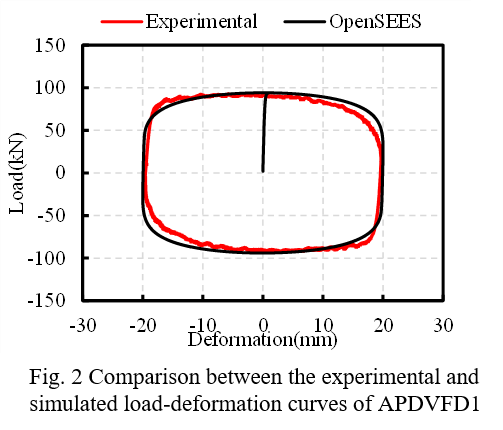 Experimental OpenSEES
150
100
50
0
-50
-100
-150
Load(kN)
-30 -20 -10 0 10 20 30
Deformation(mm)
Fig. 2 Comparison between the experimental and
simulated load-deformation curves of APDVFD1